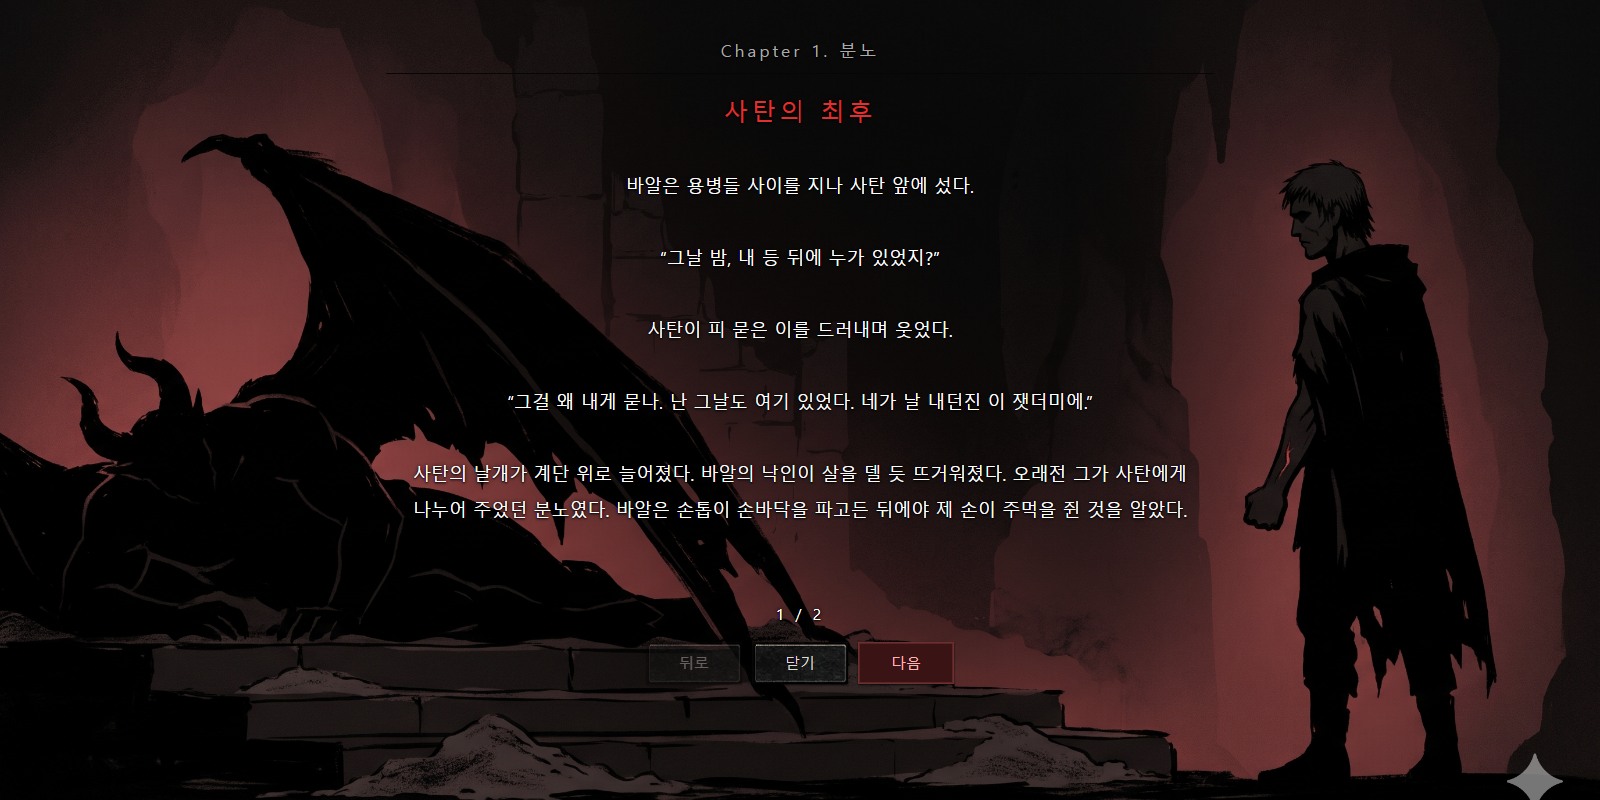 Chapter 1. 분노
사탄의 최후
바알은 용병들 사이를 지나 사탄 앞에 섰다.
“그날 밤, 내 등 뒤에 누가 있었지?”
사탄이 피 묻은 이를 드러내며 웃었다.
“그걸 왜 내게 묻나. 난 그날도 여기 있었다. 네가 날 내던진 이 잿더미에.”
사탄의 날개가 계단 위로 늘어졌다. 바알의 낙인이 살을 델 듯 뜨거워졌다. 오래전 그가 사탄에게
나누어 주었던 분노였다. 바알은 손톱이 손바닥을 파고든 뒤에야 제 손이 주먹을 쥔 것을 알았다.
1 / 2
뒤로
닫기
다음